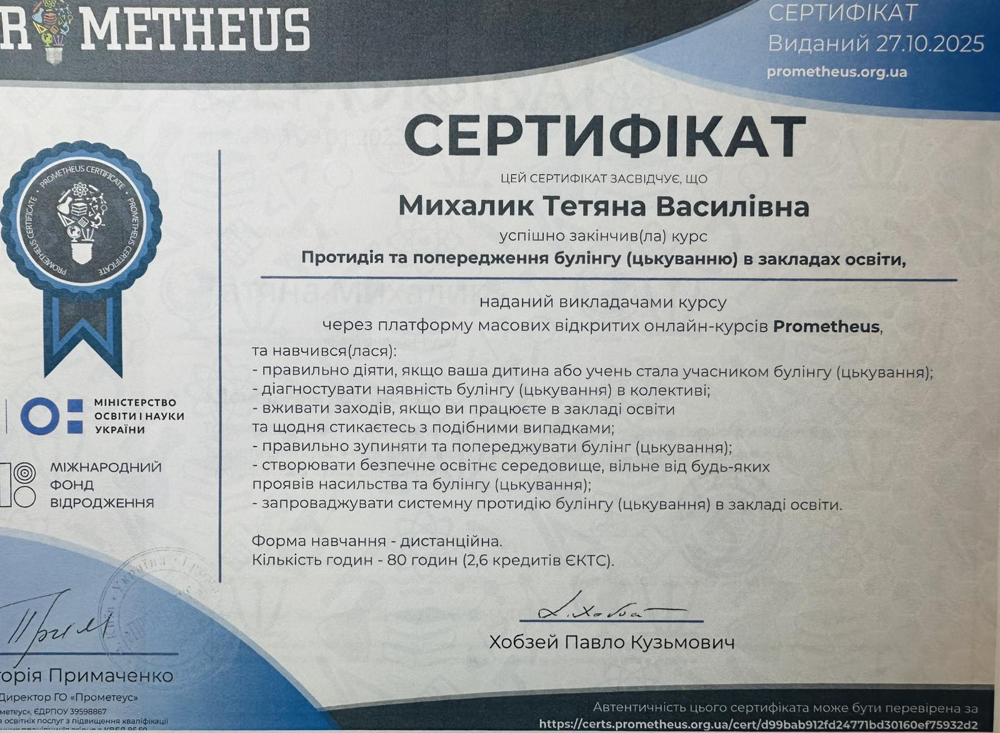 R METHEUS
СЕРТИФІКАТ
Виданий 27.10.2025
prometheus.org.ua
СЕРТИФІКАТ
ЦЕЙ СЕРТИФІКАТ ЗАСВІДЧУЄ, ЩО
Михалик Тетяна Василівна
успішно закінчив(ла) курс
Протидія та попередження булінгу (цькуванню) в закладах освіти,
наданий викладачами курсу
через платформу масових відкритих онлайн-курсів Prometheus,
та навчився(лася):
- правильно діяти, якщо ваша дитина або учень стала учасником булінгу (цькування);
- діагностувати наявність булінгу (цькування) в колективі;
- вживати заходів, якщо ви працюєте в закладі освіти
та щодня стикаєтесь з подібними випадками;
- правильно зупиняти та попереджувати булінг (цькування);
- створювати безпечне освітнє середовище, вільне від будь-яких
проявів насильства та булінгу (цькування);
- запроваджувати системну протидію булінгу (цькування) в закладі освіти.
Форма навчання - дистанційна.
Кількість годин - 80 годин (2,6 кредитів ЄКТС).
Хобзей Павло Кузьмович
PROMETHEUS CERTIFICATE • PROMETHEUS CERTIFICATE • PROMETHEUS CERTIFICATE
МІНІСТЕРСТВО
ОСВІТИ І НАУКИ
УКРАЇНИ
МІЖНАРОДНИЙ
ФОНД
ВІДРОДЖЕННЯ
торія Примаченко
Директор ГО «Прометеус»
метеус», ЄДРПОУ 39598867
освітніх послуг з підвищення кваліфікації
Автентичність цього сертифіката може бути перевірена за
https://certs.prometheus.org.ua/cert/d99bab912fd24771bd30160ef75932d2